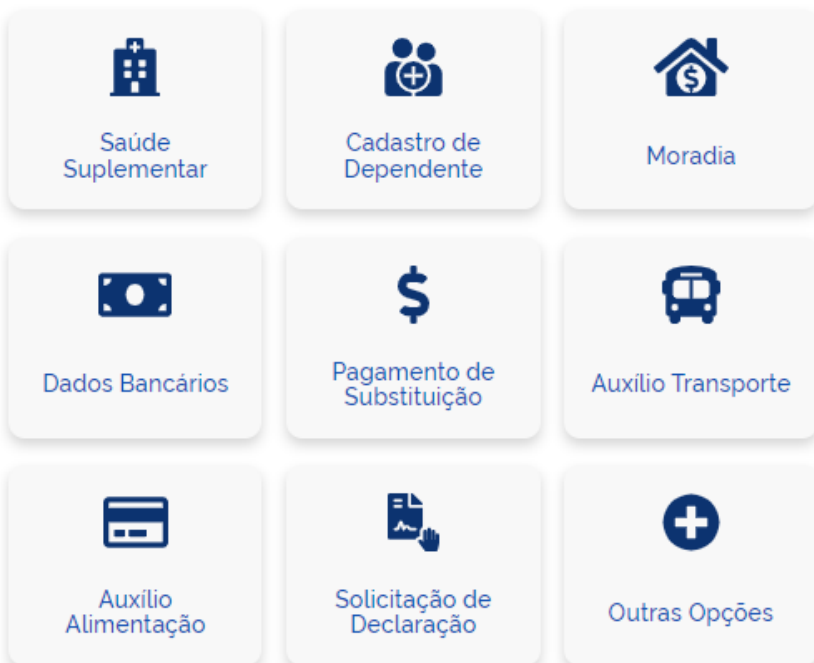 Saúde
Suplementar
Cadastro de
Dependente
Moradia
Dados Bancários
Pagamento de
Substituição
Auxílio Transporte
Auxílio
Alimentação
Solicitação de
Declaração
Outras Opções